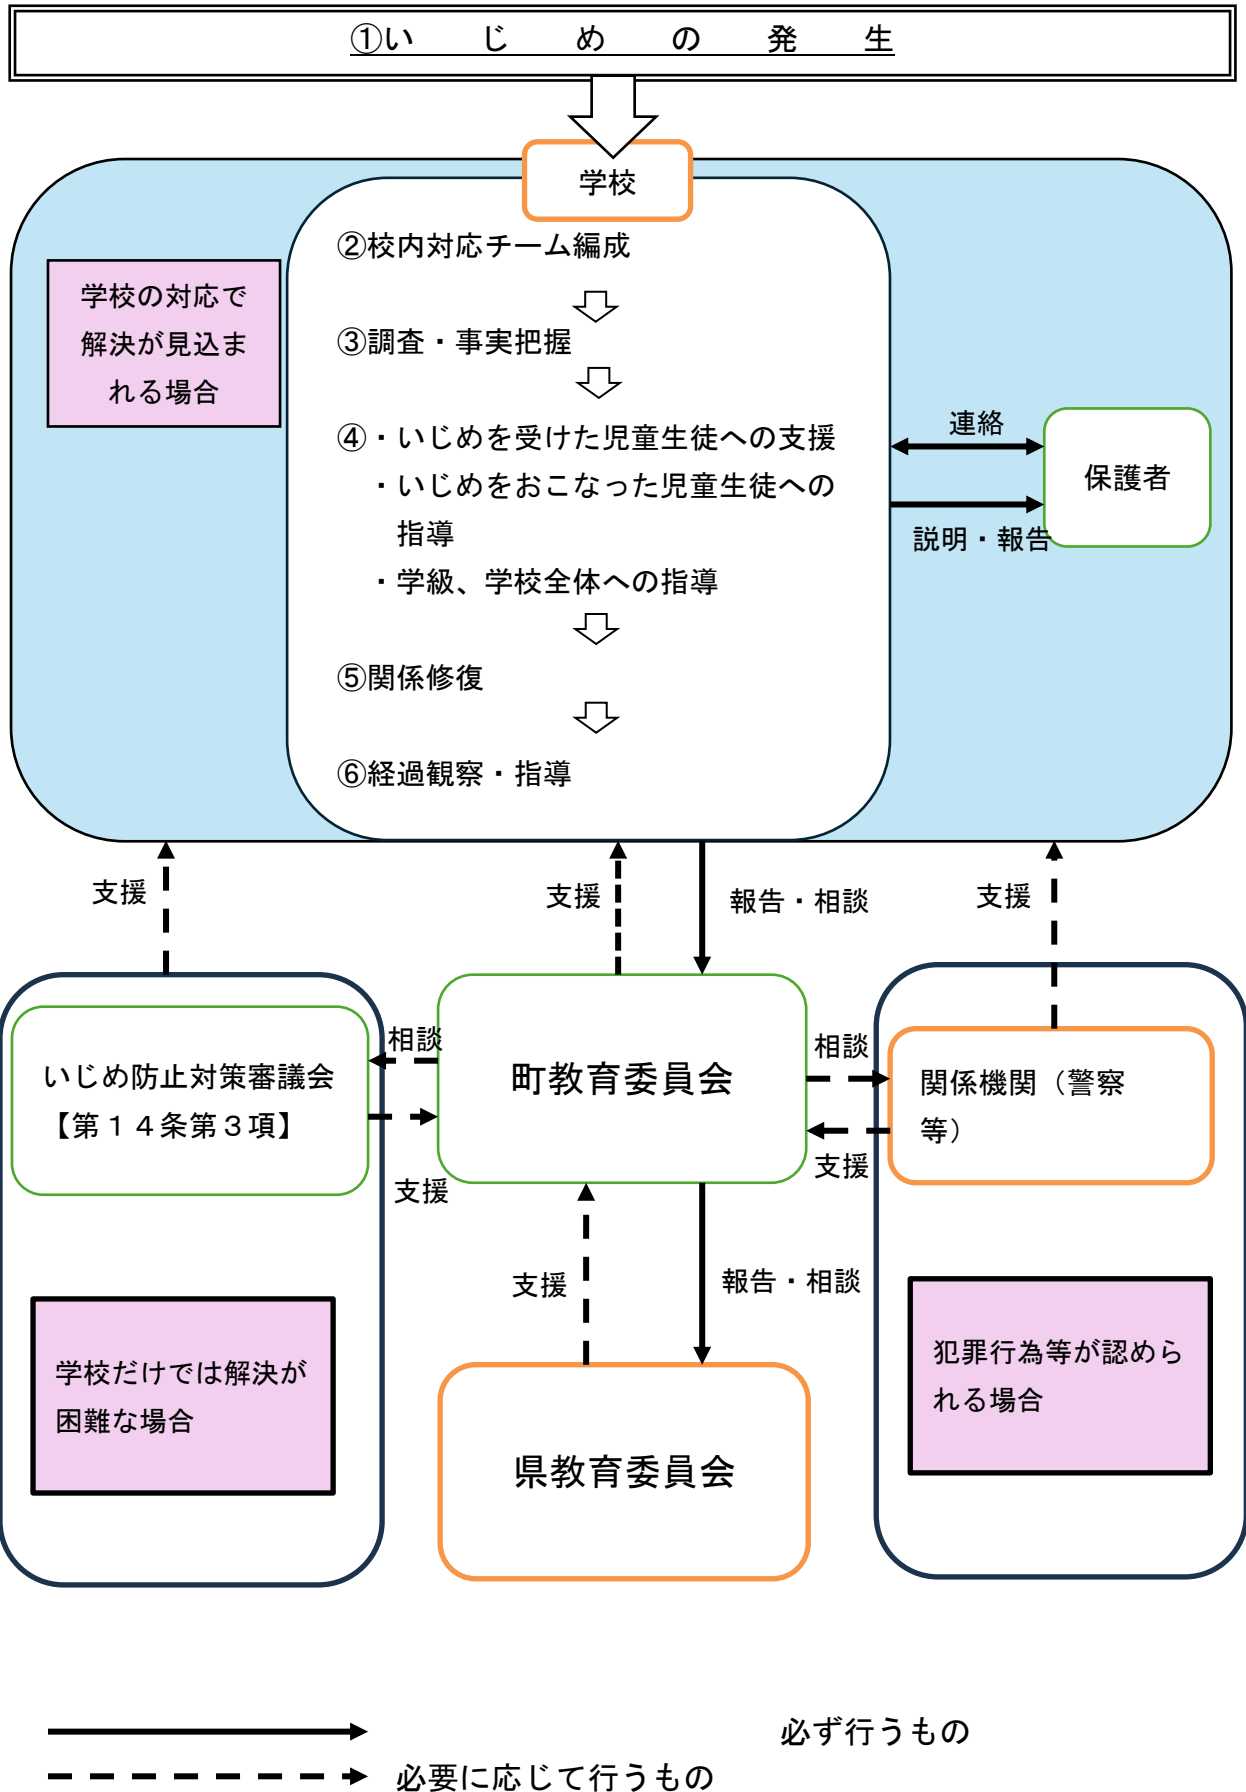 ①いじめの発生
学校
②校内対応チーム編成
学校の対応で
解決が見込ま
れる場合
③調査・事実把握
④・いじめを受けた児童生徒への支援
・いじめをおこなった児童生徒への
指導
・学級、学校全体への指導
連絡
保護者
説明・報告
⑤関係修復
⑥経過観察・指導
支援
支援
報告・相談
支援
相談
いじめ防止対策審議会
【第14条第3項】
支援
町教育委員会
相談
関係機関（警察
等）
支援
支援
報告・相談
学校だけでは解決が
困難な場合
県教育委員会
犯罪行為等が認めら
れる場合
必ず行うもの
必要に応じて行うもの